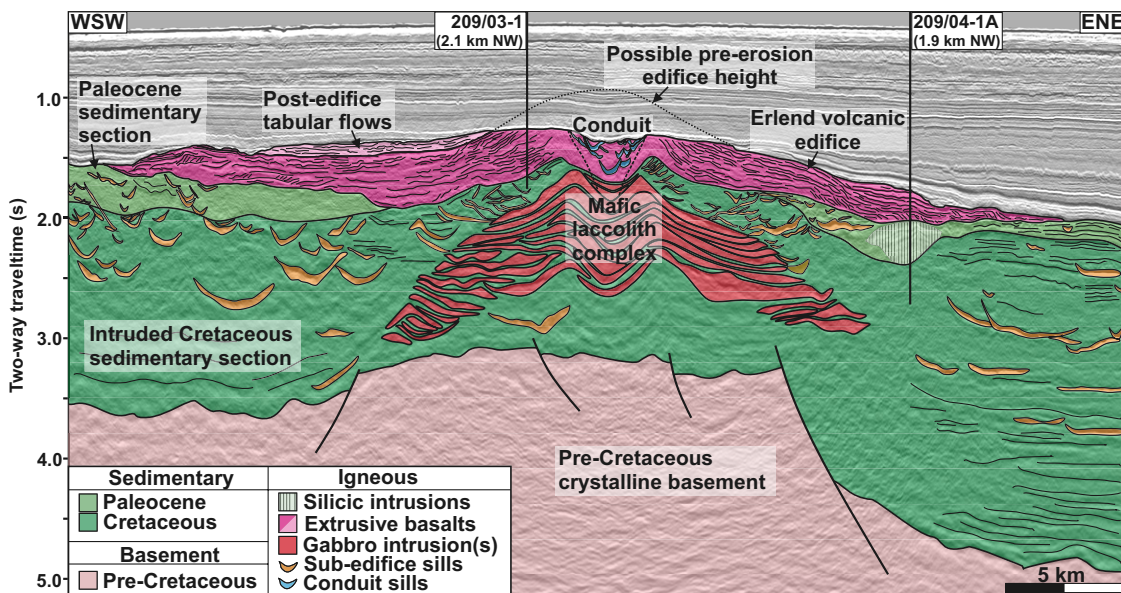 WSW
209/03-1
(2.1 km NW)
209/04-1A
(1.9 km NW)
ENE
Possible pre-erosion
edifice height
Paleocene
sedimentary
section
Post-edifice
tabular flows
Conduit
Erlend volcanic
edifice
1.0
2.0
3.0
4.0
5.0
Two-way traveltime (s)
Mafic
laccolith
complex
Intruded Cretaceous
sedimentary section
Pre-Cretaceous
crystalline basement
Sedimentary
Paleocene
Cretaceous
Basement
Pre-Cretaceous
Igneous
Silicic intrusions
Extrusive basalts
Gabbro intrusion(s)
Sub-edifice sills
Conduit sills
5 km